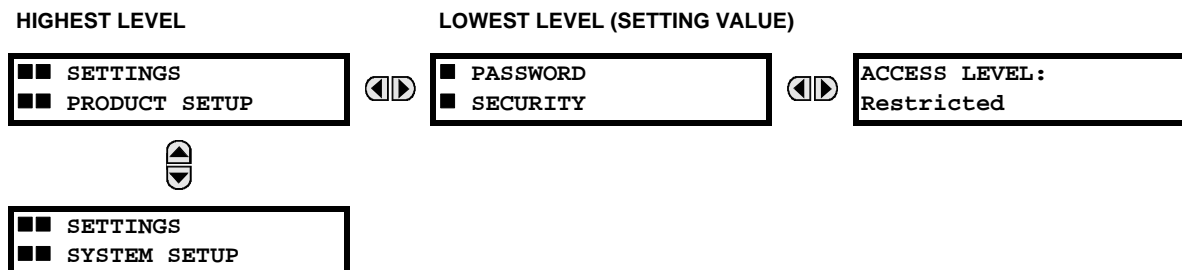 HIGHEST LEVEL
LOWEST LEVEL (SETTING VALUE)
■■ SETTINGS
■■ PRODUCT SETUP
■ PASSWORD
■ SECURITY
ACCESS LEVEL:
Restricted
■■ SETTINGS
■■ SYSTEM SETUP